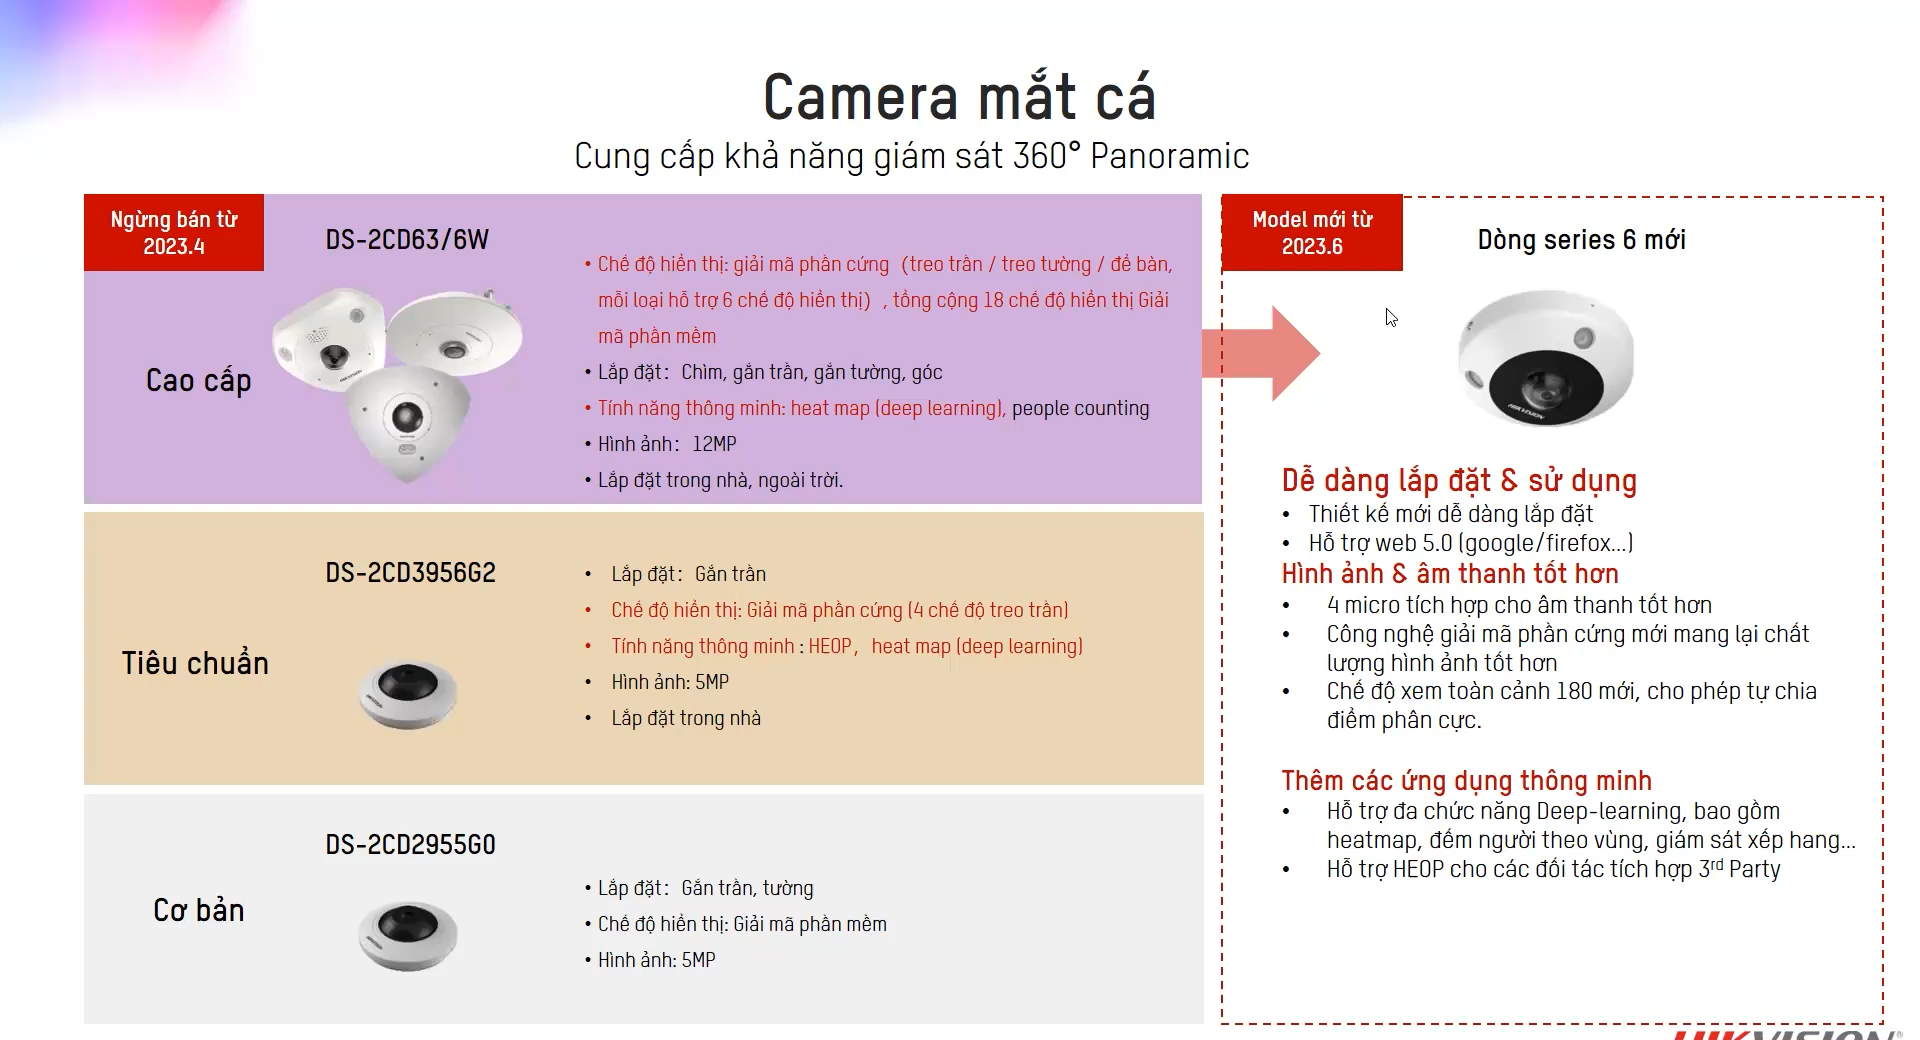 Camera mắt cá
Cung cấp khả năng giám sát 360° Panoramic
Ngừng bán từ
2023.4
DS-2CD63/6W
Cao cấp
• Chế độ hiển thị: giải mã phần cứng（treo trần / treo tường / để bàn,
mỗi loại hỗ trợ 6 chế độ hiển thị）, tổng cộng 18 chế độ hiển thị Giải
mã phần mềm
• Lắp đặt：Chìm, gắn trần, gắn tường, góc
• Tính năng thông minh: heat map (deep learning), people counting
• Hình ảnh：12MP
• Lắp đặt trong nhà, ngoài trời.
DS-2CD3956G2
Tiêu chuẩn
• Lắp đặt：Gắn trần
• Chế độ hiển thị: Giải mã phần cứng (4 chế độ treo trần)
• Tính năng thông minh : HEOP，heat map (deep learning)
• Hình ảnh: 5MP
• Lắp đặt trong nhà
DS-2CD2955G0
Cơ bản
• Lắp đặt：Gắn trần, tường
• Chế độ hiển thị: Giải mã phần mềm
• Hình ảnh: 5MP
Model mới từ
2023.6
Dòng series 6 mới
HIKVISION
Dễ dàng lắp đặt & sử dụng
• Thiết kế mới dễ dàng lắp đặt
• Hỗ trợ web 5.0 (google/firefox...)
Hình ảnh & âm thanh tốt hơn
• 4 micro tích hợp cho âm thanh tốt hơn
• Công nghệ giải mã phần cứng mới mang lại chất
lượng hình ảnh tốt hơn
• Chế độ xem toàn cảnh 180 mới, cho phép tự chia
điểm phân cực.
Thêm các ứng dụng thông minh
• Hỗ trợ đa chức năng Deep-learning, bao gồm
heatmap, đếm người theo vùng, giám sát xếp hang...
• Hỗ trợ HEOP cho các đối tác tích hợp 3rd Party
HIKVISION®